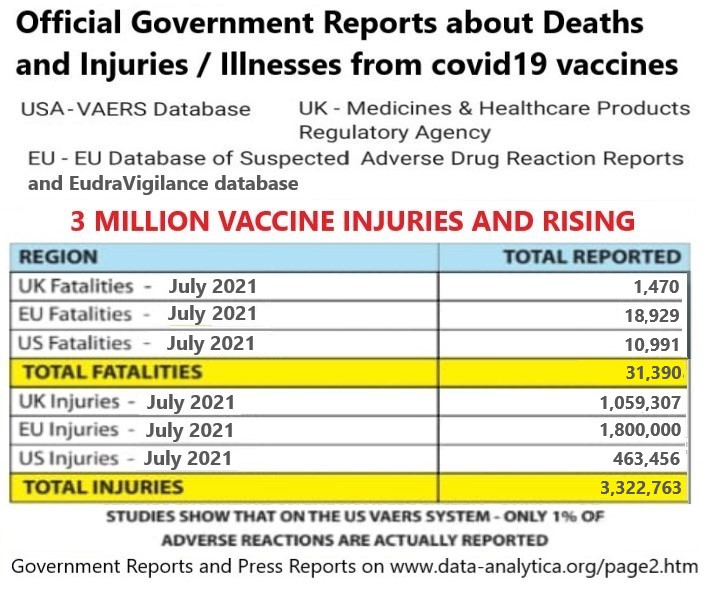 Official Government Reports about Deaths
and Injuries / Illnesses from covid19 vaccines
USA-VAERS Database UK - Medicines & Healthcare Products
Regulatory Agency
EU - EU Database of Suspected Adverse Drug Reaction Reports
and EudraVigilance database
3 MILLION VACCINE INJURIES AND RISING
REGION TOTAL REPORTED
UK Fatalities - July 2021 1,470
EU Fatalities - July 2021 18,929
US Fatalities - July 2021 10,991
TOTAL FATALITIES 31,390
UK Injuries - July 2021 1,059,307
EU Injuries - July 2021 1,800,000
US Injuries - July 2021 463,456
TOTAL INJURIES 3,322,763
STUDIES SHOW THAT ON THE US VAERS SYSTEM - ONLY 1% OF
ADVERSE REACTIONS ARE ACTUALLY REPORTED
Government Reports and Press Reports on www.data-analytica.org/page2.htm